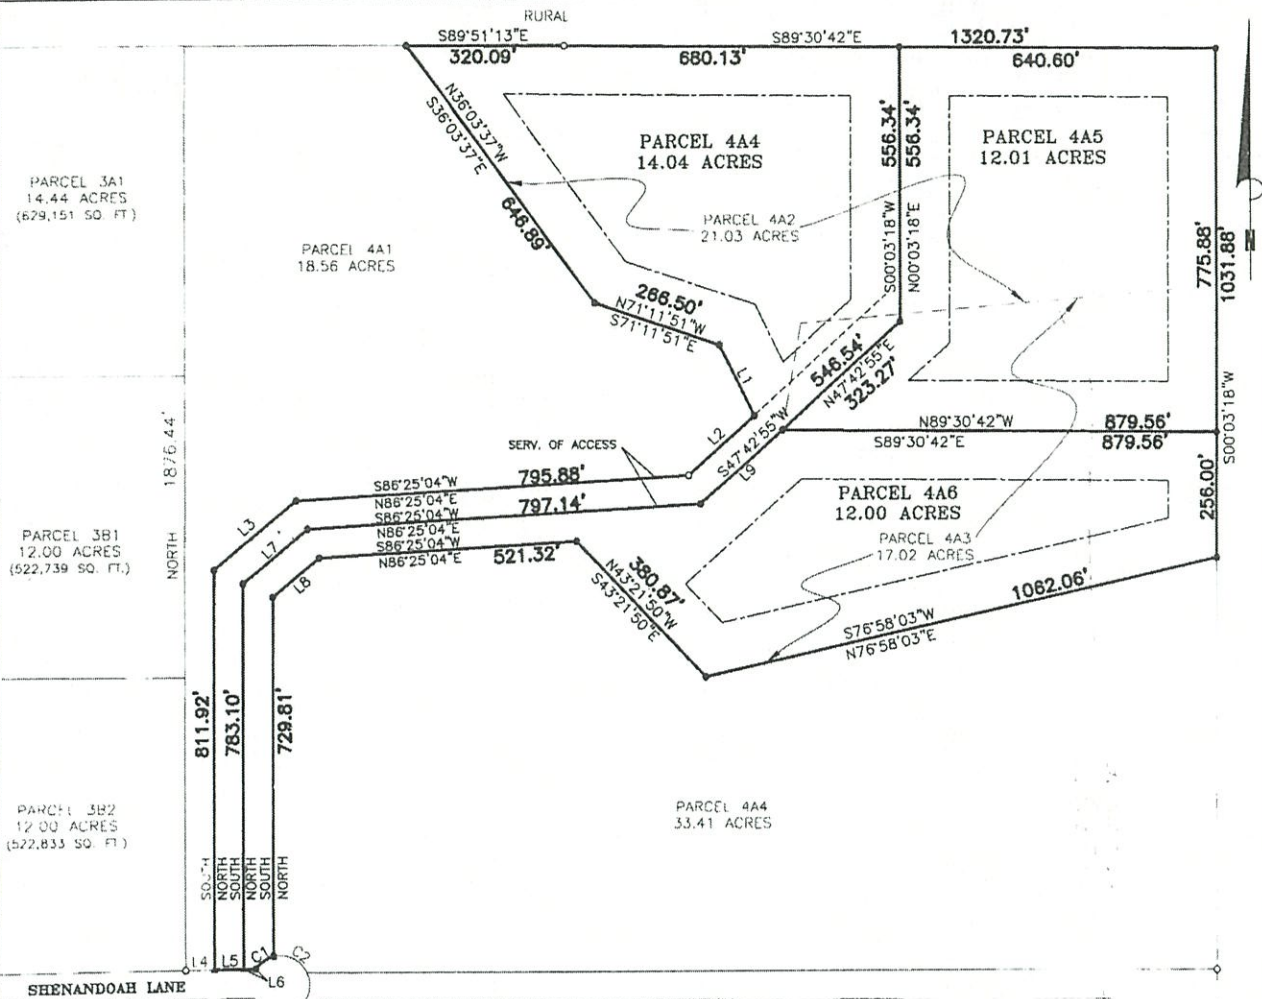 RURAL
S89°51'13"E
320.09'
680.13'
S89°30'42"E
1320.73'
640.60'
N36°03'37"W
S36°03'37"E
646.89'
PARCEL 4A4
14.04 ACRES
556.34'
556.34'
S00°03'18"W
N00°03'18"E
PARCEL 4A5
12.01 ACRES
PARCEL 3A1
14.44 ACRES
(629,151 SQ. FT.)
PARCEL 4A1
18.56 ACRES
PARCEL 4A2
21.03 ACRES
775.88'
1031.88'
N
266.50'
N71°11'51"W
S71°11'51"E
L1
546.54'
N47°42'55"E
323.27'
S47°42'55"W
L2
L9
N89°30'42"W
879.56'
S89°30'42"E
879.56'
S00°03'18"W
256.00'
1876.44'
NORTH
SERV. OF ACCESS
S86°25'04"W
795.88'
N86°25'04"E
S86°25'04"W
797.14'
N86°25'04"E
S86°25'04"W
N86°25'04"E
521.32'
L3
L7
L8
PARCEL 3B1
12.00 ACRES
(522,739 SQ. FT.)
PARCEL 4A6
12.00 ACRES
PARCEL 4A3
17.02 ACRES
380.87'
N43°21'50"W
S43°21'50"E
1062.06'
S76°58'03"W
N76°58'03"E
811.92'
783.10'
729.81'
PARCEL 3B2
12.00 ACRES
(522,833 SQ. FT.)
PARCEL 4A4
33.41 ACRES
SOUTH
NORTH
SOUTH
NORTH
SOUTH
NORTH
L4
L5
C1
C2
L6
SHENANDOAH LANE